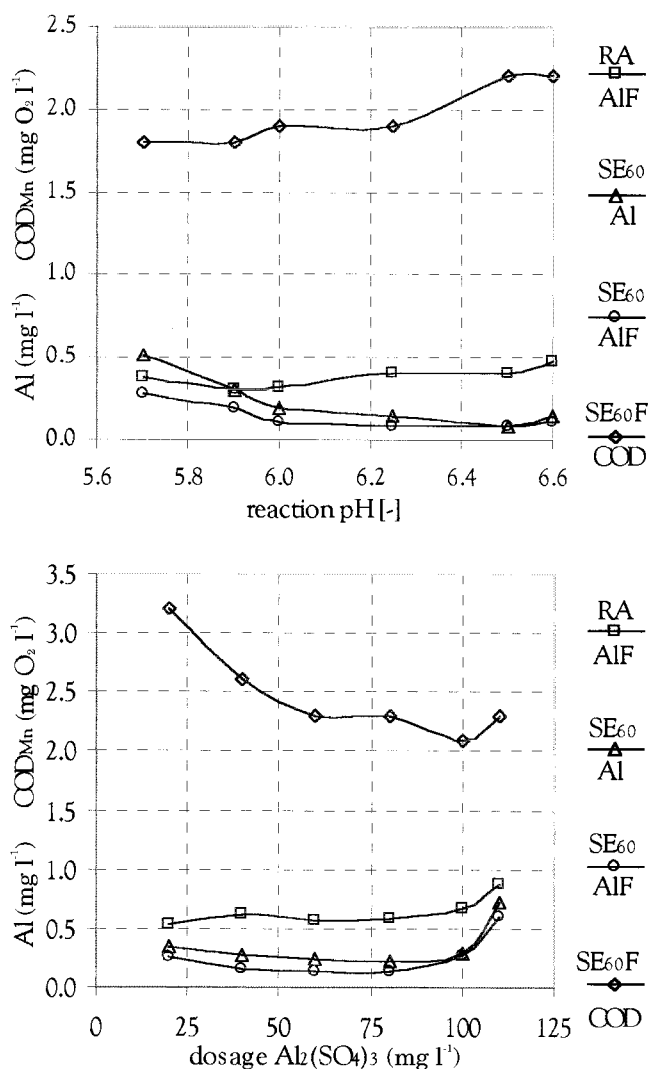 2.5
2.0
1.5
1.0
0.5
0.0
CODMn (mg O₂ l⁻¹)
Al (mg l⁻¹)
5.6 5.8 6.0 6.2 6.4 6.6
reaction pH [-]
RA
AlF
SE60
Al
SE60
AlF
SE60F
COD
3.5
3.0
2.5
2.0
1.5
1.0
0.5
0.0
CODMn (mg O₂ l⁻¹)
Al (mg l⁻¹)
0 25 50 75 100 125
dosage Al₂(SO₄)₃ (mg l⁻¹)
RA
AlF
SE60
Al
SE60
AlF
SE60F
COD